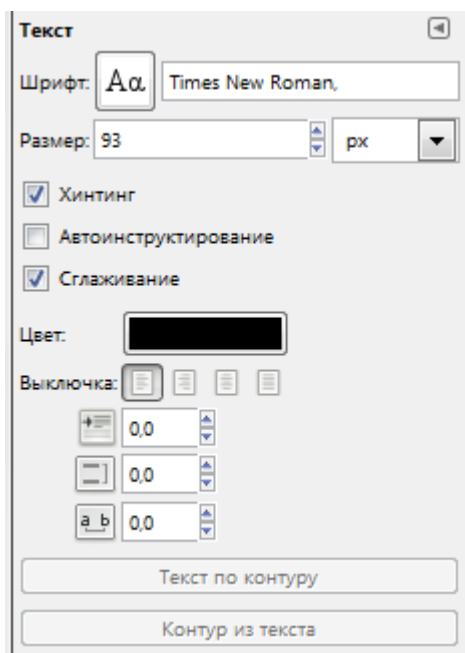 Текст
Шрифт: Aα Times New Roman,
Размер: 93 px
Хинтинг
Автоинструктирование
Сглаживание
Цвет:
Выключка:
0,0
0,0
a b 0,0
Текст по контуру
Контур из текста